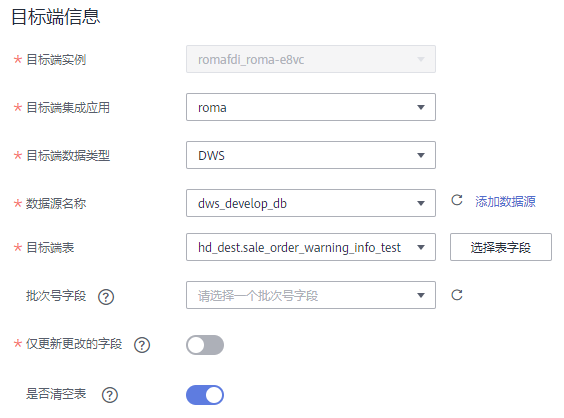 目标端信息
* 目标端实例 romafdi_roma-e8vc
* 目标端集成应用 roma
* 目标端数据类型 DWS
* 数据源名称 dws_develop_db 添加数据源
* 目标端表 hd_dest.sale_order_warning_info_test 选择表字段
批次号字段 ? 请选择一个批次号字段
* 仅更新更改的字段 ?
是否清空表 ?